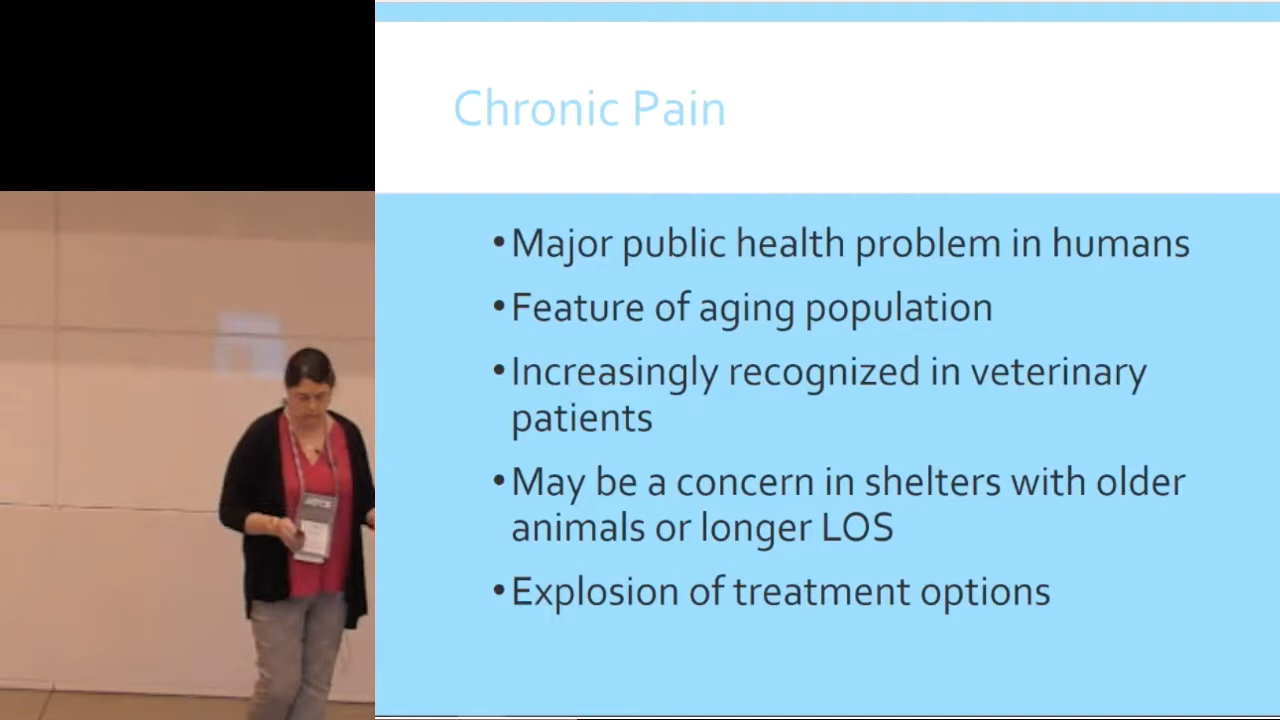 Chronic Pain
•Major public health problem in humans
•Feature of aging population
•Increasingly recognized in veterinary
patients
•May be a concern in shelters with older
animals or longer LOS
•Explosion of treatment options